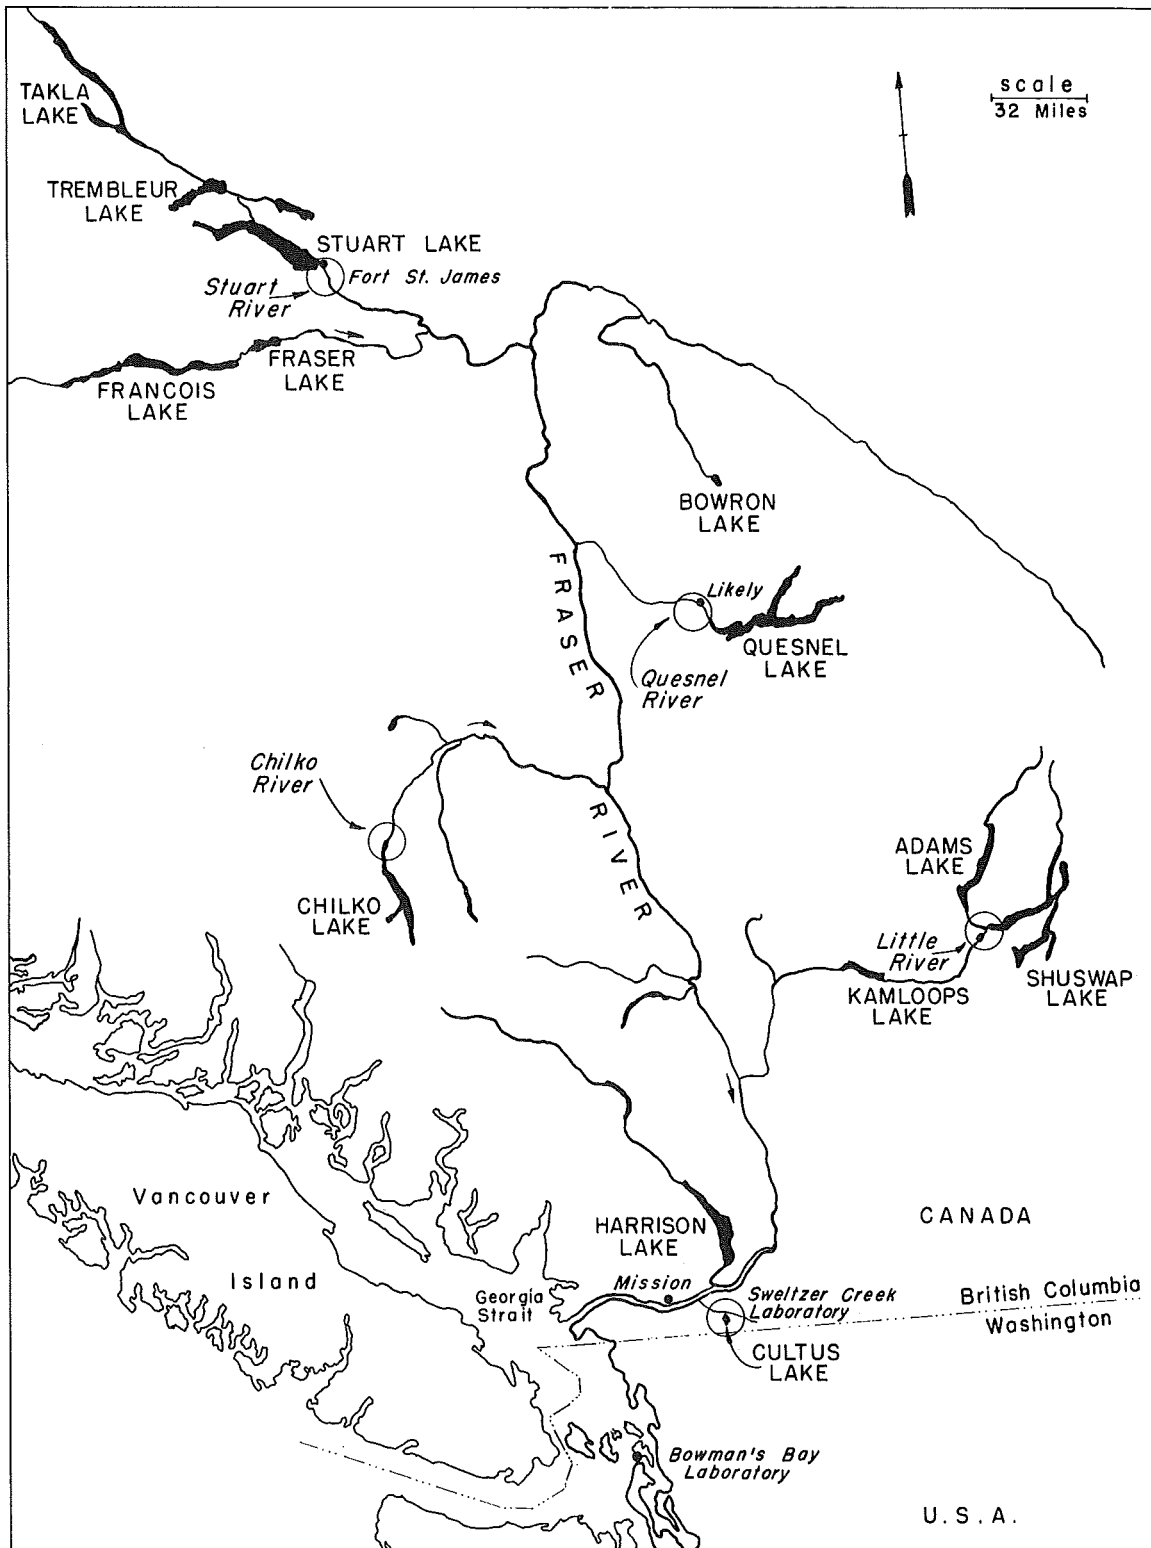 scale
32 Miles
TAKLA
LAKE
TREMBLEUR
LAKE
STUART LAKE
Fort St. James
Stuart
River
FRASER
LAKE
FRANCOIS
LAKE
BOWRON
LAKE
FRASER
Likely
QUESNEL
LAKE
Quesnel
River
Chilko
River
RIVER
ADAMS
LAKE
CHILKO
LAKE
Little
River
KAMLOOPS
LAKE
SHUSWAP
LAKE
Vancouver
Island
HARRISON
LAKE
CANADA
Georgia
Strait
Mission
Sweltzer Creek
Laboratory
British Columbia
Washington
CULTUS
LAKE
Bowman's Bay
Laboratory
U.S.A.